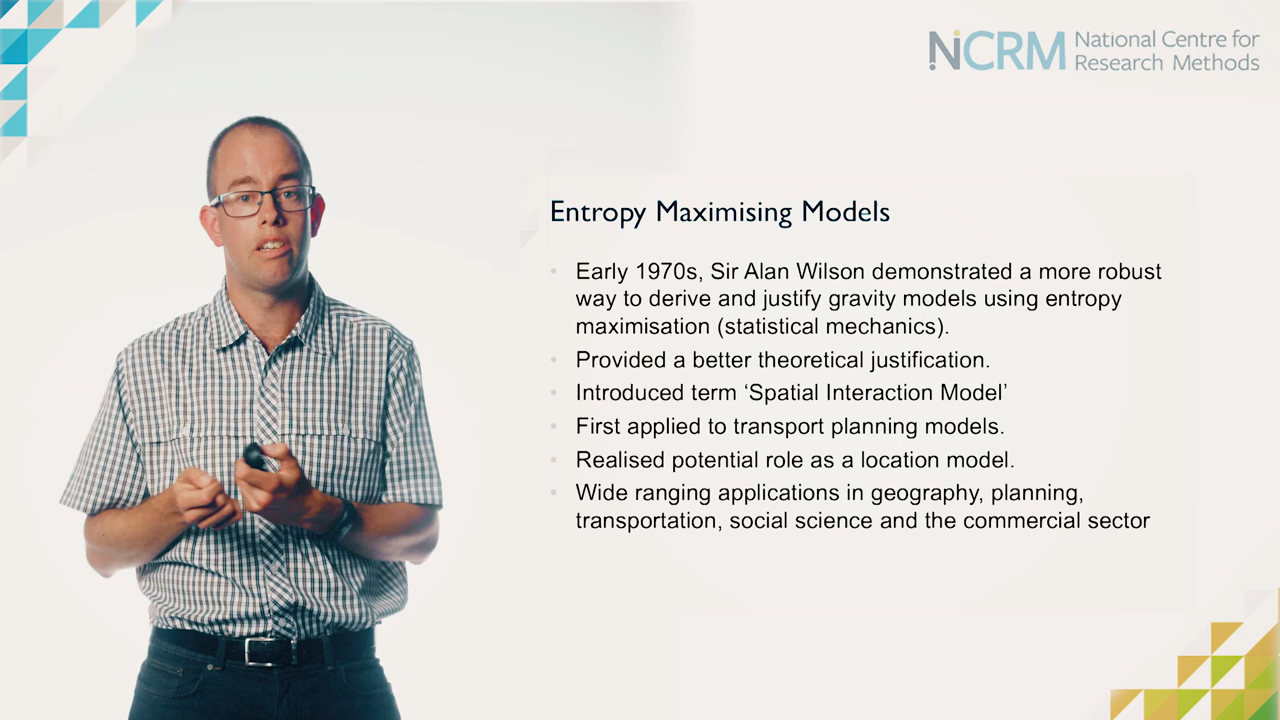 NCRM National Centre for
Research Methods
Entropy Maximising Models
• Early 1970s, Sir Alan Wilson demonstrated a more robust
way to derive and justify gravity models using entropy
maximisation (statistical mechanics).
• Provided a better theoretical justification.
• Introduced term ‘Spatial Interaction Model’
• First applied to transport planning models.
• Realised potential role as a location model.
• Wide ranging applications in geography, planning,
transportation, social science and the commercial sector